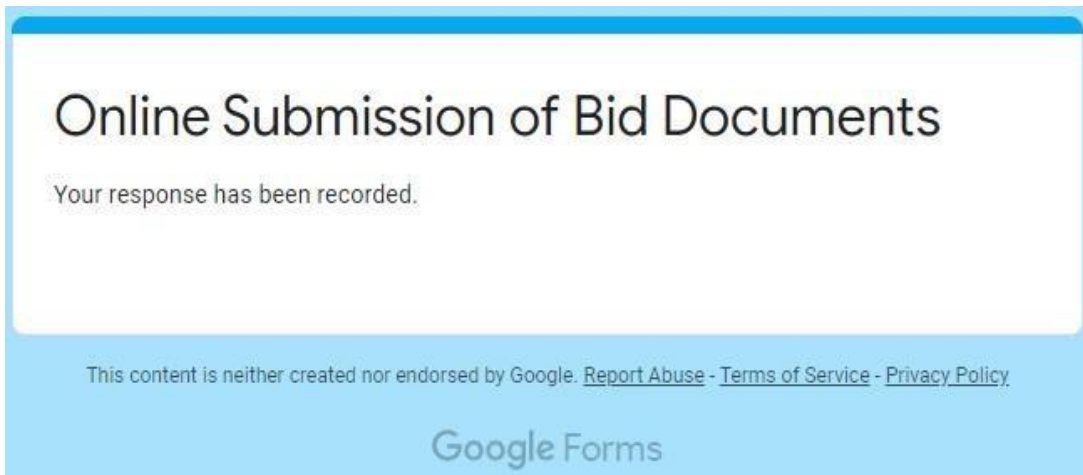 Online Submission of Bid Documents
Your response has been recorded.
This content is neither created nor endorsed by Google. Report Abuse - Terms of Service - Privacy Policy
Google Forms